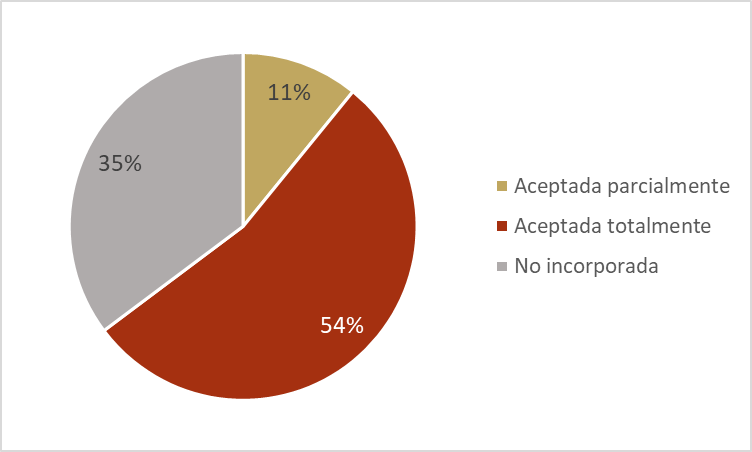 11%
35%
54%
Aceptada parcialmente
Aceptada totalmente
No incorporada